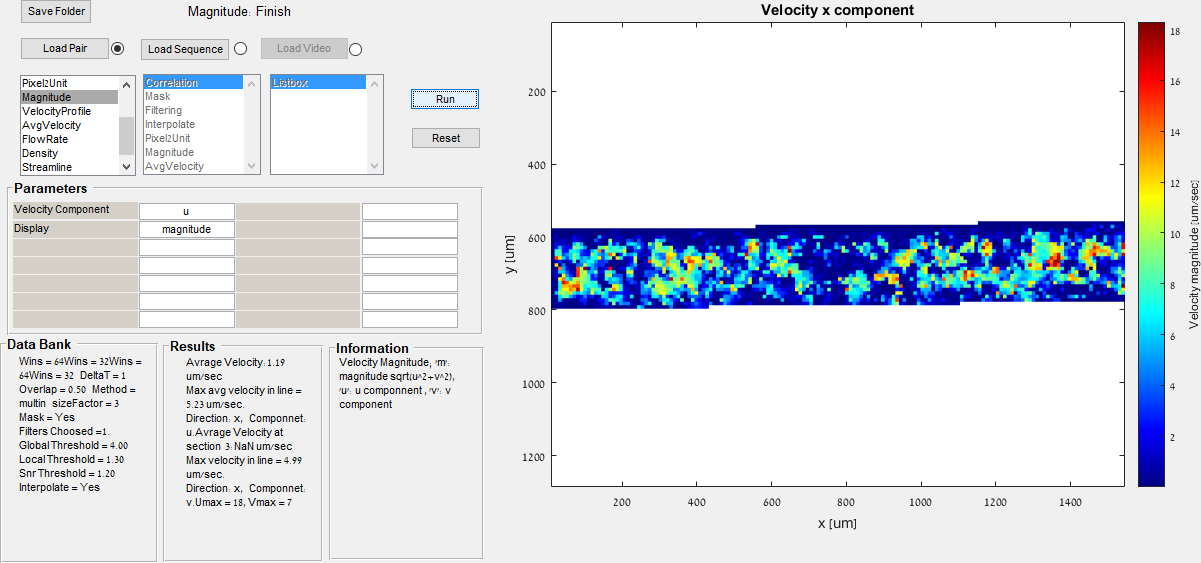 Save Folder
Magnitude: Finish
Load Pair
Load Sequence
Load Video
Pixel2Unit
Magnitude
VelocityProfile
AvgVelocity
FlowRate
Density
Streamline
Correlation
Mask
Filtering
Interpolate
Pixel2Unit
Magnitude
AvgVelocity
Listbox
Run
Reset
Parameters
Velocity Component u
Display magnitude
Data Bank
Wins = 64Wins = 32Wins =
64Wins = 32 DeltaT = 1
Overlap = 0.50 Method =
multin sizeFactor = 3
Mask = Yes
Filters Choosed =1.
Global Threshold = 4.00
Local Threshold = 1.30
Snr Threshold = 1.20
Interpolate = Yes
Results
Avrage Velocity: 1.19
um/sec
Max avg velocity in line =
5.23 um/sec.
Direction: x, Componnet:
u.Avrage Velocity at
section 3: NaN um/sec
Max velocity in line = 4.99
um/sec.
Direction: x, Componnet:
v.Umax = 18, Vmax = 7
Information
Velocity Magnitude, 'm':
magnitude sqrt(u^2+v^2),
'u': u componnent , 'v': v
component
Velocity x component
200
400
600
800
1000
1200
y [um]
200 400 600 800 1000 1200 1400
x [um]
18
16
14
12
10
8
6
4
2
Velocity magnitude [um/sec]